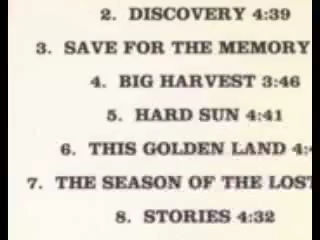 2. DISCOVERY 4:39
3. SAVE FOR THE MEMORY
4. BIG HARVEST 3:46
5. HARD SUN 4:41
6. THIS GOLDEN LAND 4:
7. THE SEASON OF THE LOST
8. STORIES 4:32